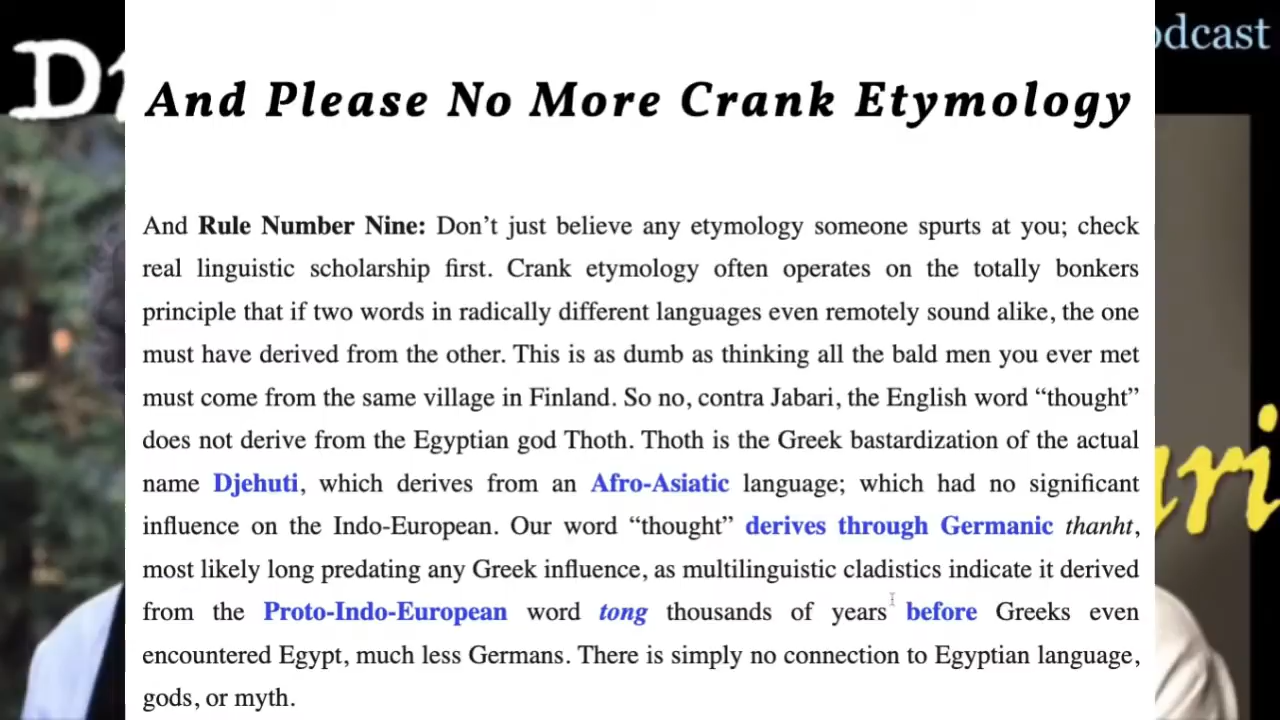 odcast
And Please No More Crank Etymology
And Rule Number Nine: Don’t just believe any etymology someone spurts at you; check
real linguistic scholarship first. Crank etymology often operates on the totally bonkers
principle that if two words in radically different languages even remotely sound alike, the one
must have derived from the other. This is as dumb as thinking all the bald men you ever met
must come from the same village in Finland. So no, contra Jabari, the English word “thought”
does not derive from the Egyptian god Thoth. Thoth is the Greek bastardization of the actual
name Djehuti, which derives from an Afro-Asiatic language; which had no significant
influence on the Indo-European. Our word “thought” derives through Germanic thanht,
most likely long predating any Greek influence, as multilinguistic cladistics indicate it derived
from the Proto-Indo-European word tong thousands of years before Greeks even
encountered Egypt, much less Germans. There is simply no connection to Egyptian language,
gods, or myth.